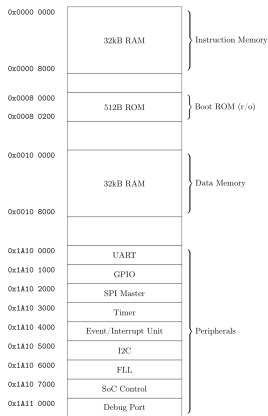 0x0000 0000
32kB RAM
Instruction Memory
0x0000 8000
0x0008 0000
512B ROM
Boot ROM (r/o)
0x0008 0200
0x0010 0000
32kB RAM
Data Memory
0x0010 8000
0x1A10 0000
UART
0x1A10 1000
GPIO
0x1A10 2000
SPI Master
0x1A10 3000
Timer
0x1A10 4000
Event/Interrupt Unit
Peripherals
0x1A10 5000
I2C
0x1A10 6000
FLL
0x1A10 7000
SoC Control
0x1A11 0000
Debug Port